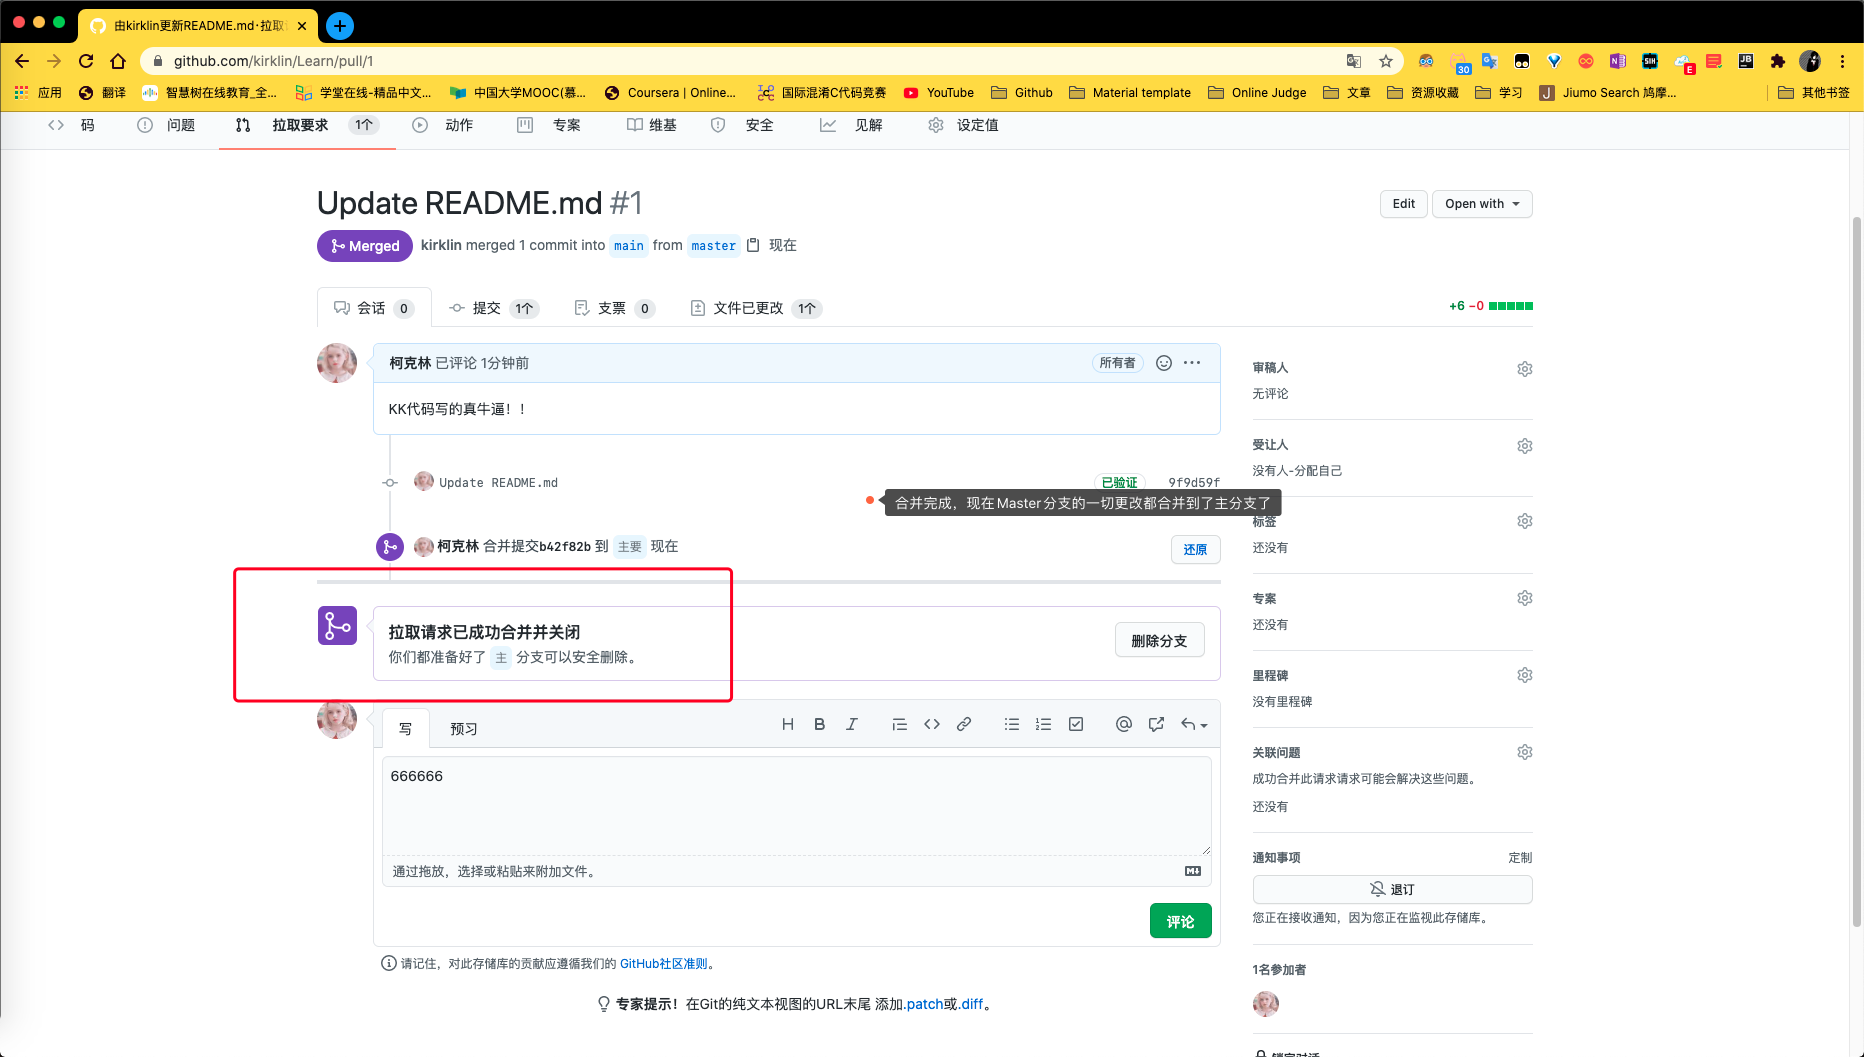 由kirklin更新README.md·拉取
github.com/kirklin/Learn/pull/1
30
SIH
E
JB
应用 翻译 智慧树在线教育_全... 学堂在线-精品中文... 中国大学MOOC(慕... Coursera | Online... 国际混淆C代码竞赛 YouTube Github Material template Online Judge 文章 资源收藏 学习 J Jiumo Search 鸠摩... 其他书签
码 问题 拉取要求 1个 动作 专案 维基 安全 见解 设定值
Update README.md #1
Edit Open with
Merged kirklin merged 1 commit into main from master 现在
会话 0 提交 1个 支票 0 文件已更改 1个 +6 −0
柯克林 已评论 1分钟前 所有者
KK代码写的真牛逼！！
Update README.md 已验证 9f9d59f
合并完成，现在Master分支的一切更改都合并到了主分支了
柯克林 合并提交b42f82b 到 主要 现在 还原
拉取请求已成功合并并关闭
你们都准备好了 主 分支可以安全删除。
删除分支
写 预习
666666
通过拖放，选择或粘贴来附加文件。
评论
请记住，对此存储库的贡献应遵循我们的 GitHub社区准则。
专家提示！在Git的纯文本视图的URL末尾 添加.patch或.diff。
审稿人
无评论
受让人
没有人-分配自己
标签
还没有
专案
还没有
里程碑
没有里程碑
关联问题
成功合并此请求请求可能会解决这些问题。
还没有
通知事项 定制
退订
您正在接收通知，因为您正在监视此存储库。
1名参加者